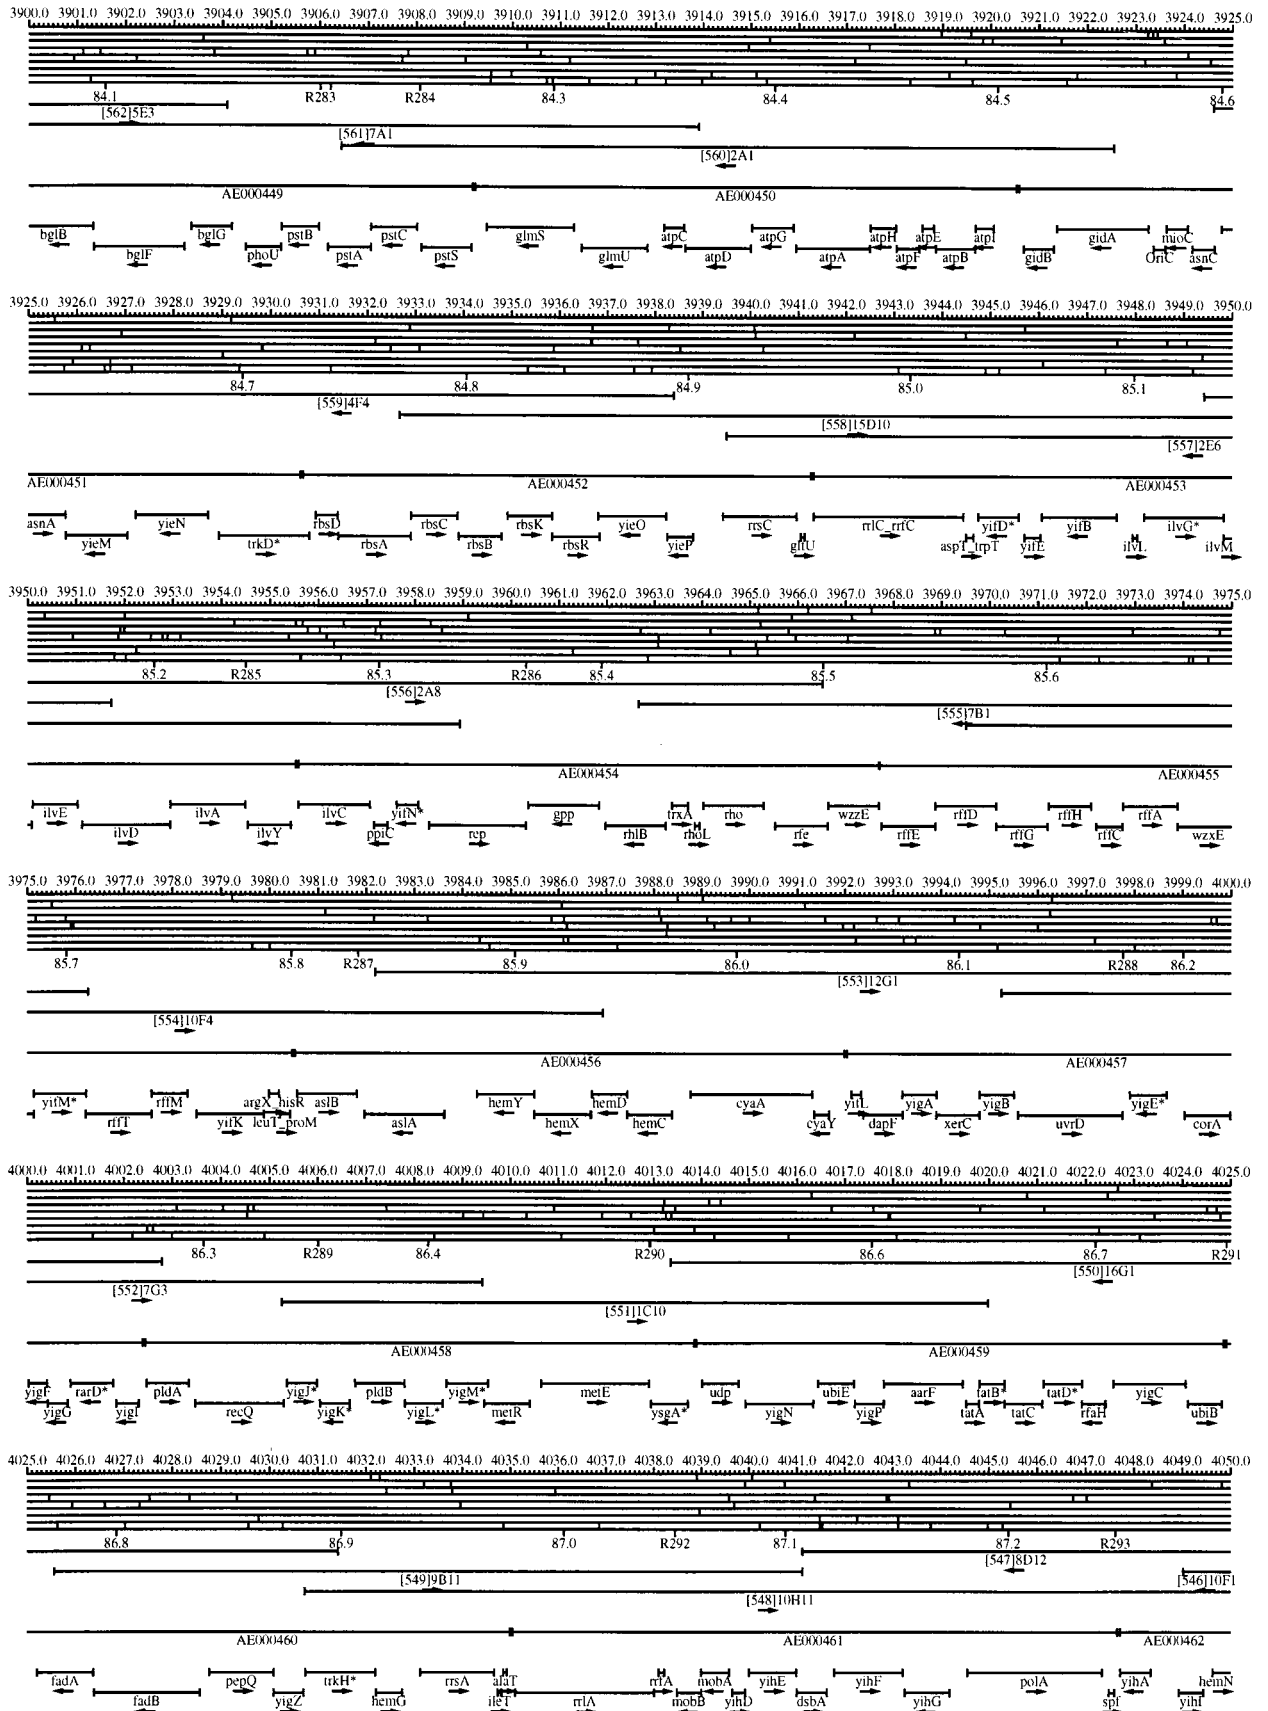 3900.0 3901.0 3902.0 3903.0 3904.0 3905.0 3906.0 3907.0 3908.0 3909.0 3910.0 3911.0 3912.0 3913.0 3914.0 3915.0 3916.0 3917.0 3918.0 3919.0 3920.0 3921.0 3922.0 3923.0 3924.0 3925.0
84.1 R283 R284 84.3 84.4 84.5 84.6
[562]5E3
[561]7A1
[560]2A1
AE000449 AE000450
bglB bglG pstB pstC glmS atpC atpG atpH atpE atpI gidA mioC
bglF phoU pstA pstS glmU atpD atpA atpF atpB gidB OriC asnC
3925.0 3926.0 3927.0 3928.0 3929.0 3930.0 3931.0 3932.0 3933.0 3934.0 3935.0 3936.0 3937.0 3938.0 3939.0 3940.0 3941.0 3942.0 3943.0 3944.0 3945.0 3946.0 3947.0 3948.0 3949.0 3950.0
84.7 84.8 84.9 85.0 85.1
[559]4F4
[558]15D10
[557]2E6
AE000451 AE000452 AE000453
asnA yieN rbsD rbsC rbsK yieO rrsC rrlC_rrfC yifD* yifB ilvG*
yieM trkD* rbsA rbsB rbsR yieP gltU aspT_trpT yifE ilvL ilvM
3950.0 3951.0 3952.0 3953.0 3954.0 3955.0 3956.0 3957.0 3958.0 3959.0 3960.0 3961.0 3962.0 3963.0 3964.0 3965.0 3966.0 3967.0 3968.0 3969.0 3970.0 3971.0 3972.0 3973.0 3974.0 3975.0
85.2 R285 85.3 R286 85.4 85.5 85.6
[556]2A8
[555]7B1
AE000454 AE000455
ilvE ilvA ilvC yifN* gpp trxA rho wzzE rffD rffH rffA
ilvD ilvY ppiC rep rhlB rhoL rfe rffE rffG rffC wzxE
3975.0 3976.0 3977.0 3978.0 3979.0 3980.0 3981.0 3982.0 3983.0 3984.0 3985.0 3986.0 3987.0 3988.0 3989.0 3990.0 3991.0 3992.0 3993.0 3994.0 3995.0 3996.0 3997.0 3998.0 3999.0 4000.0
85.7 85.8 R287 85.9 86.0 86.1 R288 86.2
[553]12G1
[554]10F4
AE000456 AE000457
yifM* rffM argX_hisR aslB hemY hemD cyaA yifL yigA yigB yigE*
rffT yifK leuT_proM aslA hemX hemC cyaY dapF xerC uvrD corA
4000.0 4001.0 4002.0 4003.0 4004.0 4005.0 4006.0 4007.0 4008.0 4009.0 4010.0 4011.0 4012.0 4013.0 4014.0 4015.0 4016.0 4017.0 4018.0 4019.0 4020.0 4021.0 4022.0 4023.0 4024.0 4025.0
86.3 R289 86.4 R290 86.6 86.7 R291
[550]16G1
[552]7G3
[551]1C10
AE000458 AE000459
yigF rarD* pldA yigJ* pldB yigM* metE udp ubiE aarF tatB* tatD* yigC
yigG yigI recQ yigK* yigL* metR ysgA* yigN yigP tatA tatC rfaH ubiB
4025.0 4026.0 4027.0 4028.0 4029.0 4030.0 4031.0 4032.0 4033.0 4034.0 4035.0 4036.0 4037.0 4038.0 4039.0 4040.0 4041.0 4042.0 4043.0 4044.0 4045.0 4046.0 4047.0 4048.0 4049.0 4050.0
86.8 86.9 87.0 R292 87.1 87.2 R293
[547]8D12
[549]9B11 [546]10F1
[548]10H11
AE000460 AE000461 AE000462
fadA pepQ trkH* rrsA alaT rrfA mobA yihE yihF polA yihA hemN
fadB yigZ hemG ileT rrlA mobB yihD dsbA yihG spf yihI